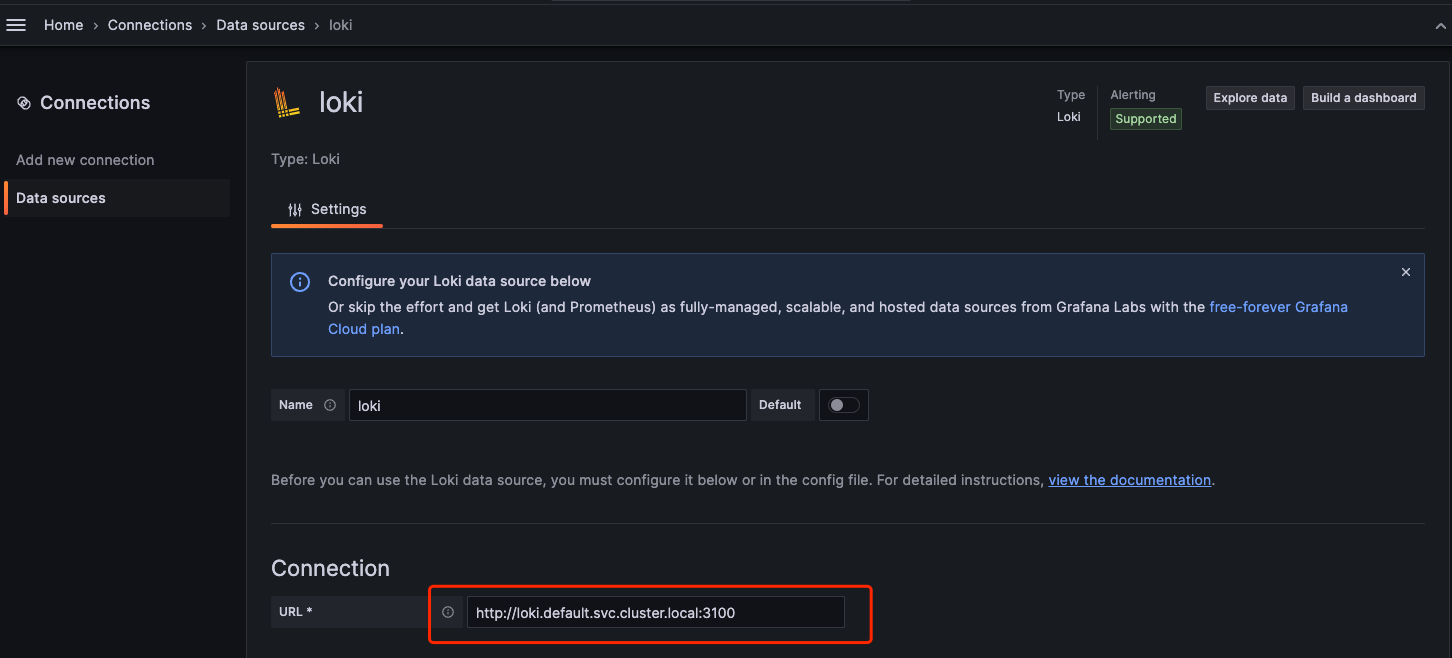 Home › Connections › Data sources › loki
Connections
Add new connection
Data sources
loki
Type
Loki
Alerting
Supported
Explore data
Build a dashboard
Type: Loki
Settings
Configure your Loki data source below
Or skip the effort and get Loki (and Prometheus) as fully-managed, scalable, and hosted data sources from Grafana Labs with the free-forever Grafana
Cloud plan.
Name
loki
Default
Before you can use the Loki data source, you must configure it below or in the config file. For detailed instructions, view the documentation.
Connection
URL *
http://loki.default.svc.cluster.local:3100